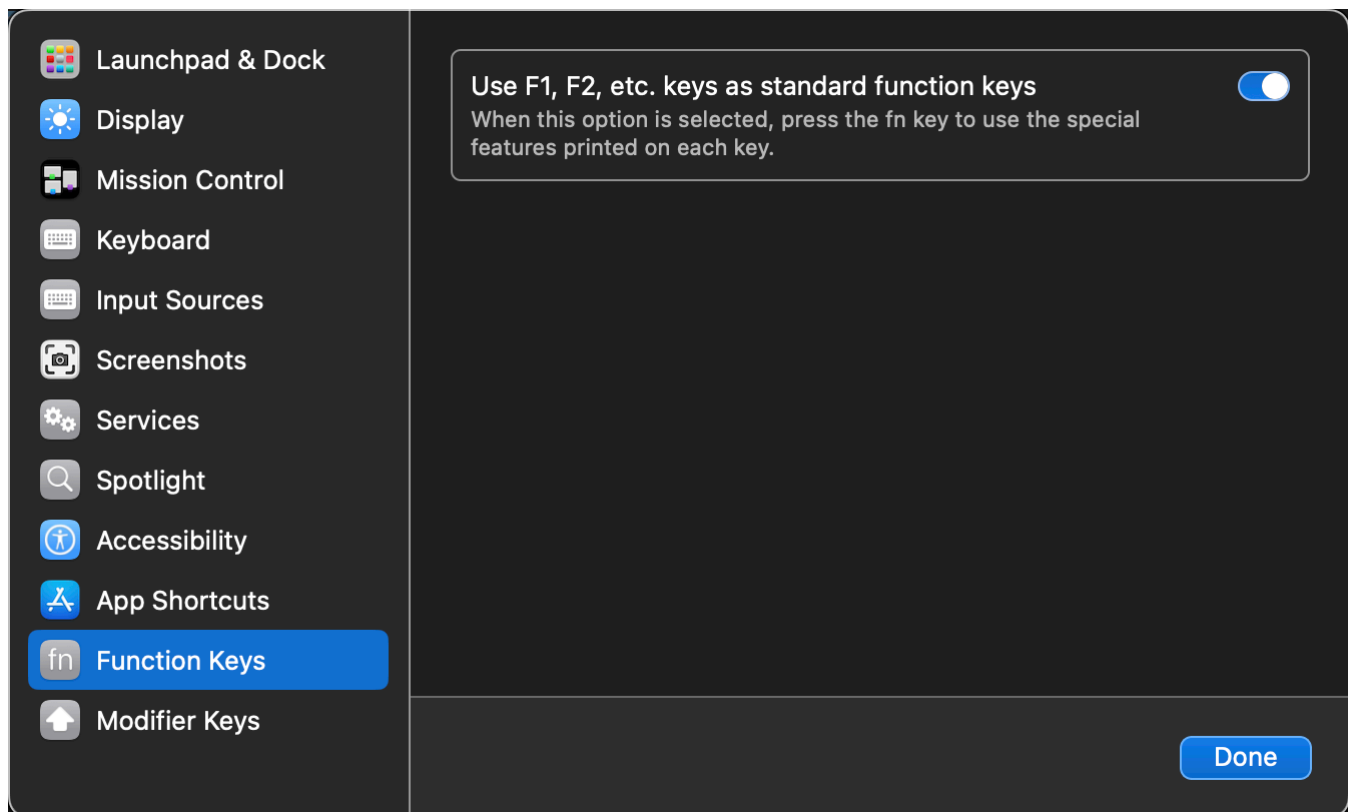 Launchpad & Dock
Display
Mission Control
Keyboard
Input Sources
Screenshots
Services
Spotlight
Accessibility
App Shortcuts
fn Function Keys
Modifier Keys
Use F1, F2, etc. keys as standard function keys
When this option is selected, press the fn key to use the special
features printed on each key.
Done